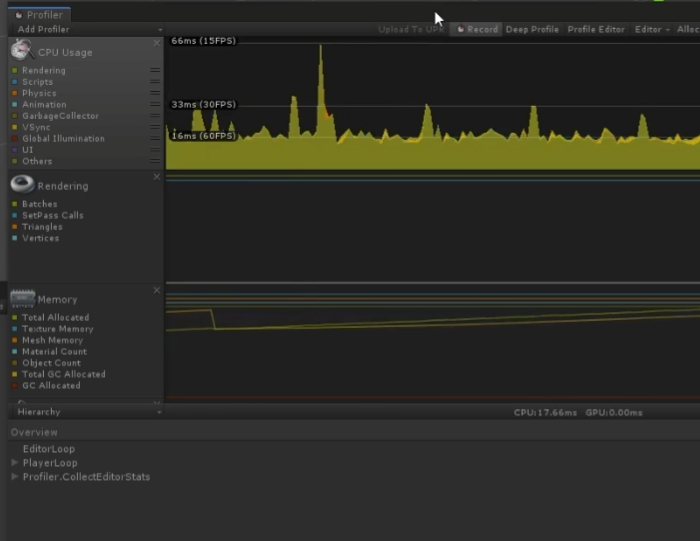 Profiler
Add Profiler
Upload To UPR
Record
Deep Profile
Profile Editor
Editor
Alloc
CPU Usage
Rendering
Scripts
Physics
Animation
GarbageCollector
VSync
Global Illumination
UI
Others
66ms (15FPS)
33ms (30FPS)
16ms (60FPS)
Rendering
Batches
SetPass Calls
Triangles
Vertices
Memory
Total Allocated
Texture Memory
Mesh Memory
Material Count
Object Count
Total GC Allocated
GC Allocated
Hierarchy
CPU:17.66ms GPU:0.00ms
Overview
EditorLoop
PlayerLoop
Profiler.CollectEditorStats